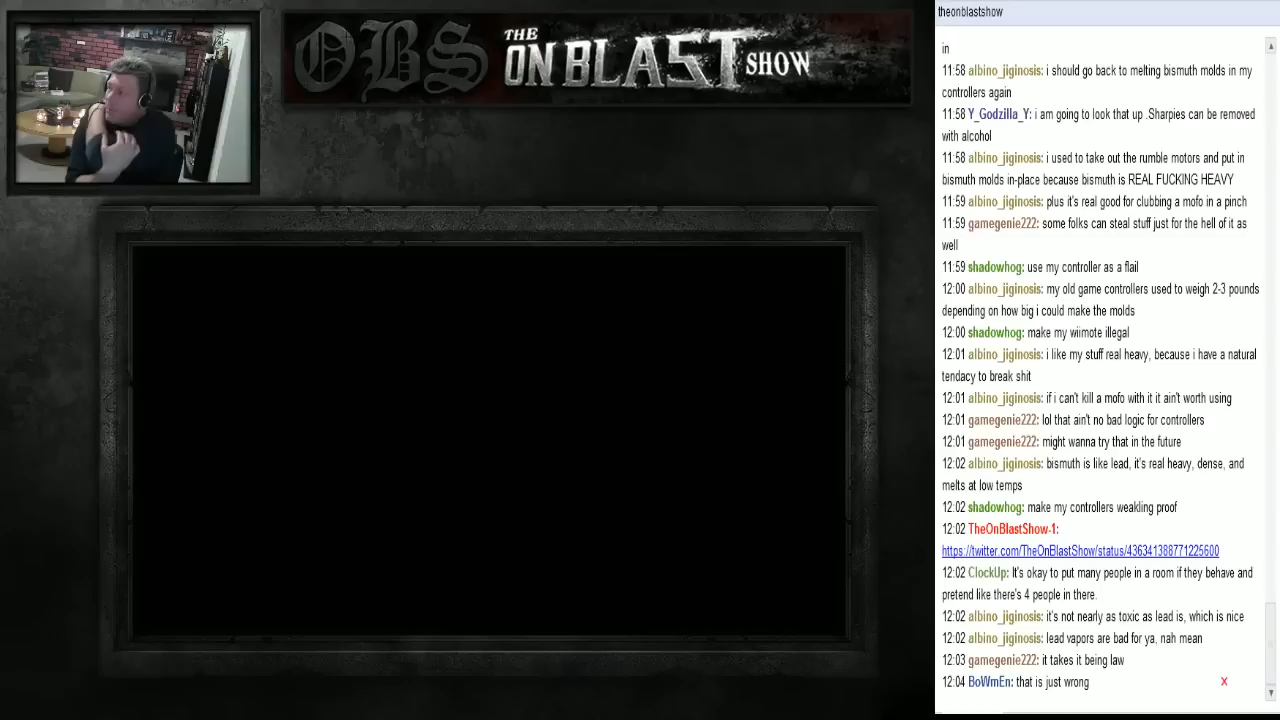 OBS THE ON BLAST SHOW
theonblastshow
in
11:58 albino_jiginosis: i should go back to melting bismuth molds in my
controllers again
11:58 Y_Godzilla_Y: i am going to look that up .Sharpies can be removed
with alcohol
11:58 albino_jiginosis: i used to take out the rumble motors and put in
bismuth molds in-place because bismuth is REAL FUCKING HEAVY
11:59 albino_jiginosis: plus it's real good for clubbing a mofo in a pinch
11:59 gamegenie222: some folks can steal stuff just for the hell of it as
well
11:59 shadowhog: use my controller as a flail
12:00 albino_jiginosis: my old game controllers used to weigh 2-3 pounds
depending on how big i could make the molds
12:00 shadowhog: make my wiimote illegal
12:01 albino_jiginosis: i like my stuff real heavy, because i have a natural
tendacy to break shit
12:01 albino_jiginosis: if i can't kill a mofo with it it ain't worth using
12:01 gamegenie222: lol that ain't no bad logic for controllers
12:01 gamegenie222: might wanna try that in the future
12:02 albino_jiginosis: bismuth is like lead, it's real heavy, dense, and
melts at low temps
12:02 shadowhog: make my controllers weakling proof
12:02 TheOnBlastShow-1:
https://twitter.com/TheOnBlastShow/status/436341388771225600
12:02 ClockUp: It's okay to put many people in a room if they behave and
pretend like there's 4 people in there.
12:02 albino_jiginosis: it's not nearly as toxic as lead is, which is nice
12:02 albino_jiginosis: lead vapors are bad for ya, nah mean
12:03 gamegenie222: it takes it being law
12:04 BoWmEn: that is just wrong